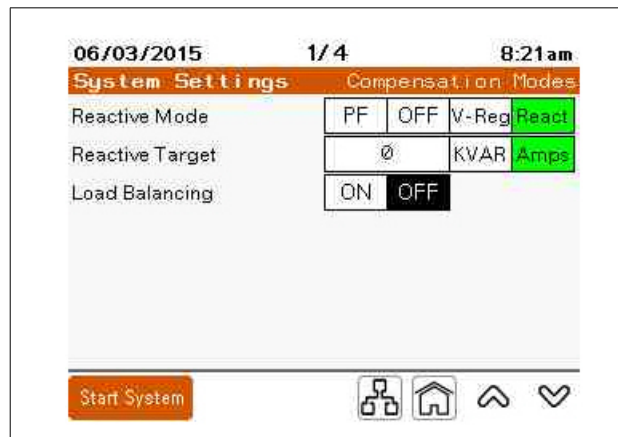 06/03/2015 1/4 8:21am
System Settings Compensation Modes
Reactive Mode PF OFF V-Reg React
Reactive Target 0 KVAR Amps
Load Balancing ON OFF
Start System